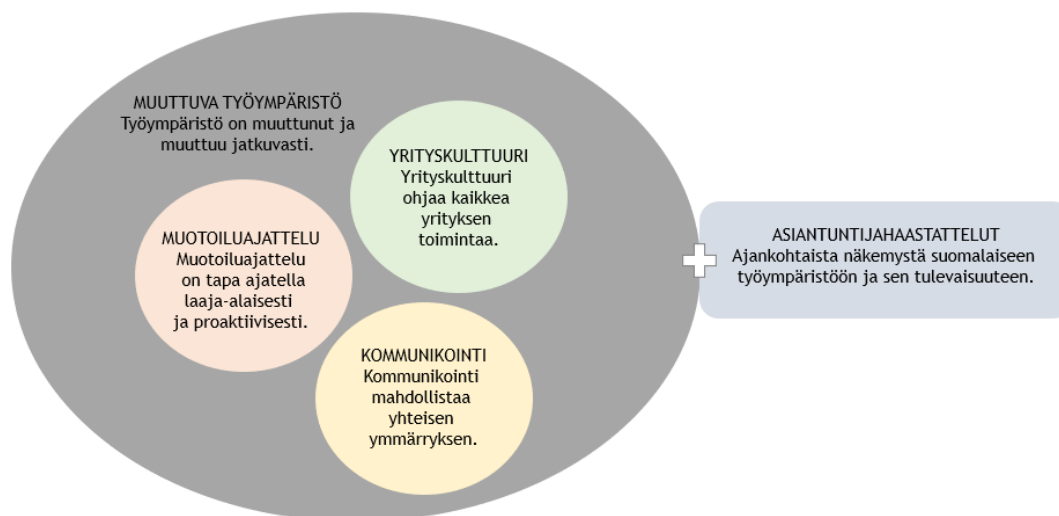 MUUTTUVA TYÖYMPÄRISTÖ
Työympäristö on muuttunut ja
muuttuu jatkuvasti.
YRITYSKULTTUURI
Yrityskulttuuri
ohjaa kaikkea
yrityksen
toimintaa.
MUOTOILUAJATTELU
Muotoiluajattelu
on tapa ajatella
laaja-alaisesti
ja proaktiivisesti.
KOMMUNIKOINTI
Kommunikointi
mahdollistaa
yhteisen
ymmärryksen.
ASIANTUNTIJAHAASTATTELUT
Ajankohtaista näkemystä suomalaiseen
työympäristöön ja sen tulevaisuuteen.